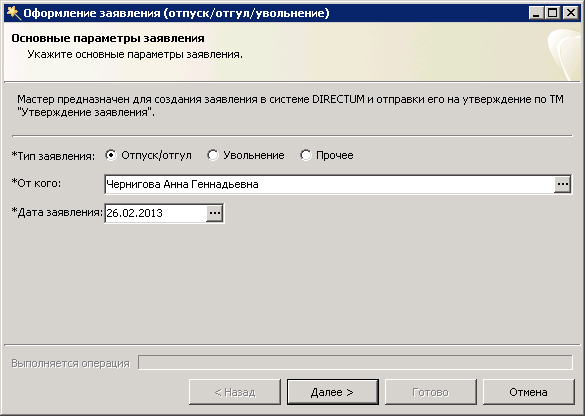 Оформление заявления (отпуск/отгул/увольнение)
Основные параметры заявления
Укажите основные параметры заявления.
Мастер предназначен для создания заявления в системе DIRECTUM и отправки его на утверждение по ТМ
"Утверждение заявления".
*Тип заявления: Отпуск/отгул Увольнение Прочее
*От кого: Чернигова Анна Геннадьевна ...
*Дата заявления: 26.02.2013 ...
Выполняется операция
< Назад Далее > Готово Отмена